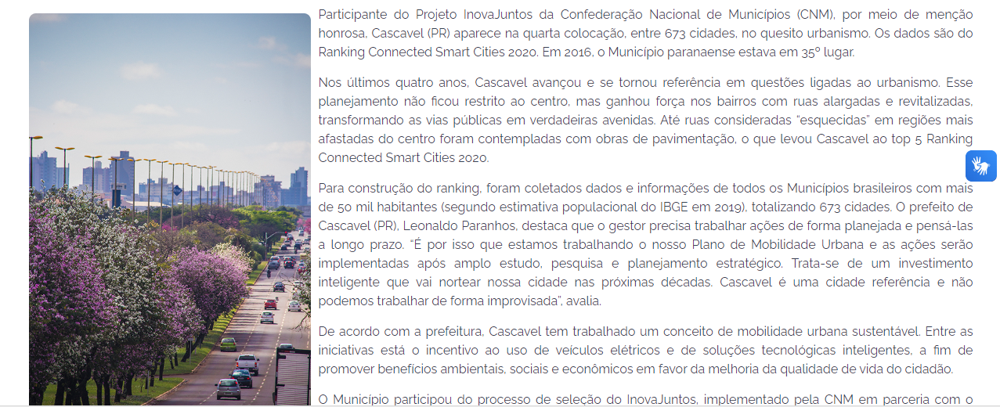 Participante do Projeto InovaJuntos da Confederação Nacional de Municípios (CNM), por meio de menção
honrosa, Cascavel (PR) aparece na quarta colocação, entre 673 cidades, no quesito urbanismo. Os dados são do
Ranking Connected Smart Cities 2020. Em 2016, o Município paranaense estava em 35º lugar.
Nos últimos quatro anos, Cascavel avançou e se tornou referência em questões ligadas ao urbanismo. Esse
planejamento não ficou restrito ao centro, mas ganhou força nos bairros com ruas alargadas e revitalizadas,
transformando as vias públicas em verdadeiras avenidas. Até ruas consideradas “esquecidas” em regiões mais
afastadas do centro foram contempladas com obras de pavimentação, o que levou Cascavel ao top 5 Ranking
Connected Smart Cities 2020.
Para construção do ranking, foram coletados dados e informações de todos os Municípios brasileiros com mais
de 50 mil habitantes (segundo estimativa populacional do IBGE em 2019), totalizando 673 cidades. O prefeito de
Cascavel (PR), Leonaldo Paranhos, destaca que o gestor precisa trabalhar ações de forma planejada e pensá-las
a longo prazo. “É por isso que estamos trabalhando o nosso Plano de Mobilidade Urbana e as ações serão
implementadas após amplo estudo, pesquisa e planejamento estratégico. Trata-se de um investimento
inteligente que vai nortear nossa cidade nas próximas décadas. Cascavel é uma cidade referência e não
podemos trabalhar de forma improvisada”, avalia.
De acordo com a prefeitura, Cascavel tem trabalhado um conceito de mobilidade urbana sustentável. Entre as
iniciativas está o incentivo ao uso de veículos elétricos e de soluções tecnológicas inteligentes, a fim de
promover benefícios ambientais, sociais e econômicos em favor da melhoria da qualidade de vida do cidadão.
O Município participou do processo de seleção do InovaJuntos, implementado pela CNM em parceria com o